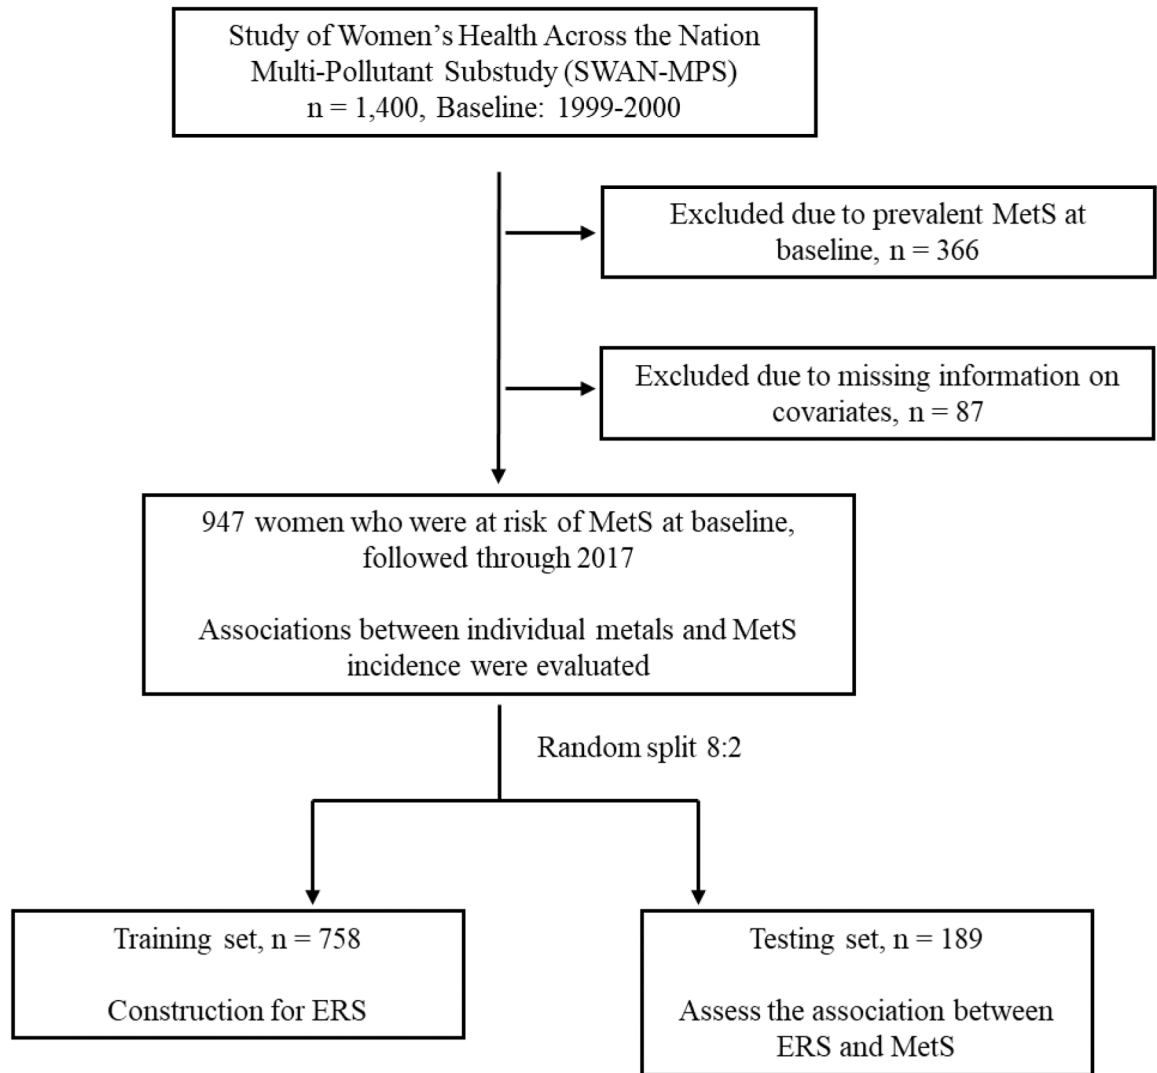 Study of Women's Health Across the Nation
Multi-Pollutant Substudy (SWAN-MPS)
n = 1,400, Baseline: 1999-2000
Excluded due to prevalent MetS at
baseline, n = 366
Excluded due to missing information on
covariates, n = 87
947 women who were at risk of MetS at baseline,
followed through 2017
Associations between individual metals and MetS
incidence were evaluated
Random split 8:2
Training set, n = 758
Construction for ERS
Testing set, n = 189
Assess the association between
ERS and MetS